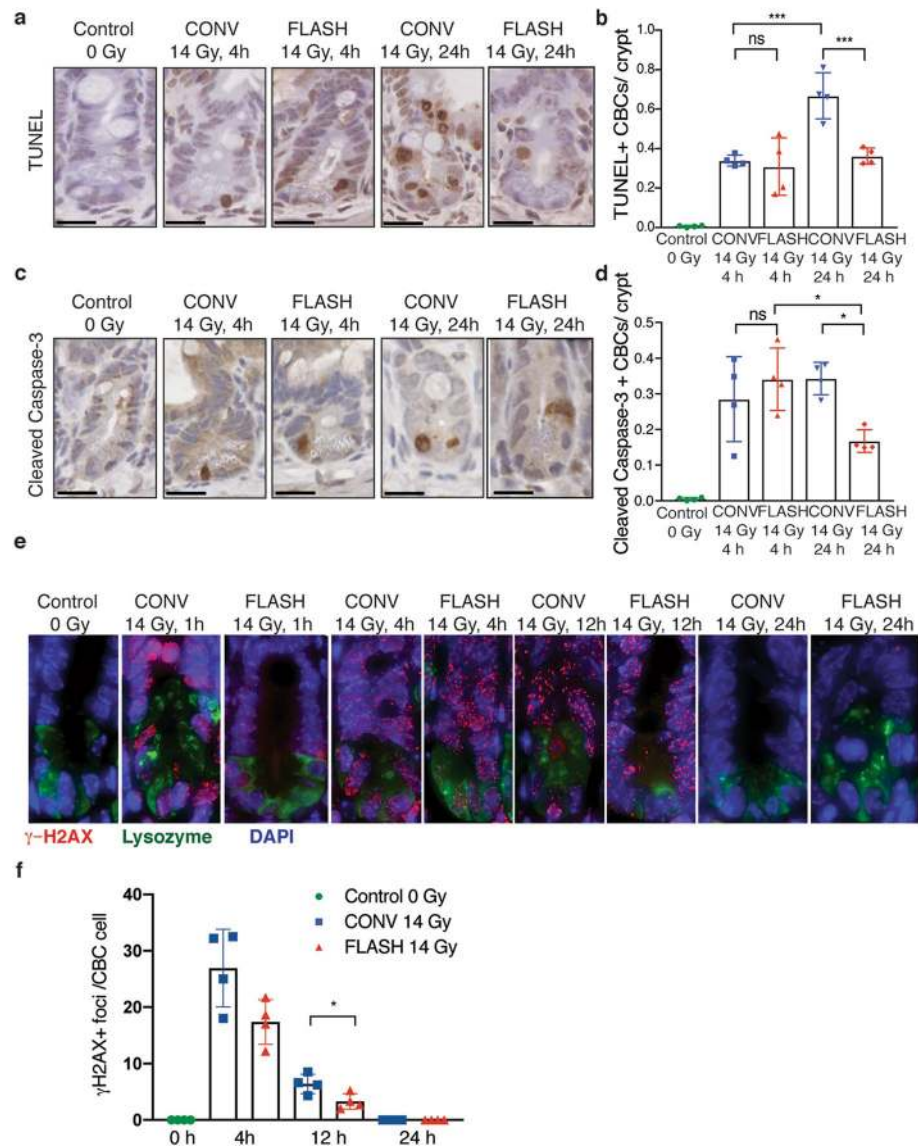 a
Control
0 Gy
CONV
14 Gy, 4h
FLASH
14 Gy, 4h
CONV
14 Gy, 24h
FLASH
14 Gy, 24h
TUNEL
b
TUNEL+ CBCs/ crypt
1.0
0.8
0.6
0.4
0.2
0.0
ns
***
***
Control
0 Gy
CONV
14 Gy
4 h
FLASH
14 Gy
4 h
CONV
14 Gy
24 h
FLASH
14 Gy
24 h
c
Control
0 Gy
CONV
14 Gy, 4h
FLASH
14 Gy, 4h
CONV
14 Gy, 24h
FLASH
14 Gy, 24h
Cleaved Caspase-3
d
Cleaved Caspase-3 + CBCs/ crypt
0.5
0.4
0.3
0.2
0.1
0.0
ns
*
*
Control
0 Gy
CONV
14 Gy
4 h
FLASH
14 Gy
4 h
CONV
14 Gy
24 h
FLASH
14 Gy
24 h
e
Control
0 Gy
CONV
14 Gy, 1h
FLASH
14 Gy, 1h
CONV
14 Gy, 4h
FLASH
14 Gy, 4h
CONV
14 Gy, 12h
FLASH
14 Gy, 12h
CONV
14 Gy, 24h
FLASH
14 Gy, 24h
γ-H2AX Lysozyme DAPI
f
γH2AX+ foci /CBC cell
40
30
20
10
0
Control 0 Gy
CONV 14 Gy
FLASH 14 Gy
*
0 h 4h 12 h 24h